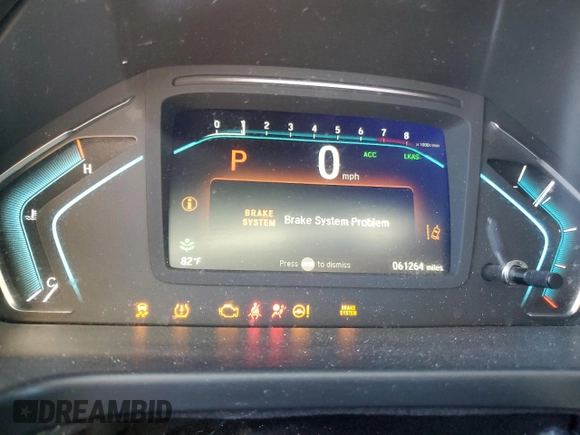 0 1 2 3 4 5 6 7 8
x 1000r/min
P 0 ACC LKAS
mph
H
BRAKE
SYSTEM
Brake System Problem
Press to dismiss
C
82°F
061264 miles
BRAKE
SYSTEM
DREAMBID